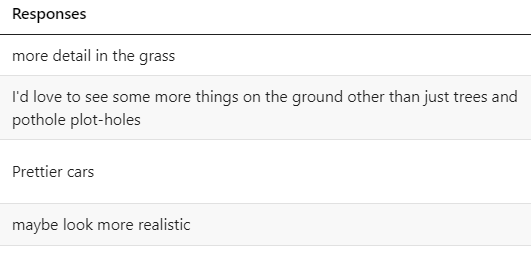 Responses
more detail in the grass
I'd love to see some more things on the ground other than just trees and
pothole plot-holes
Prettier cars
maybe look more realistic